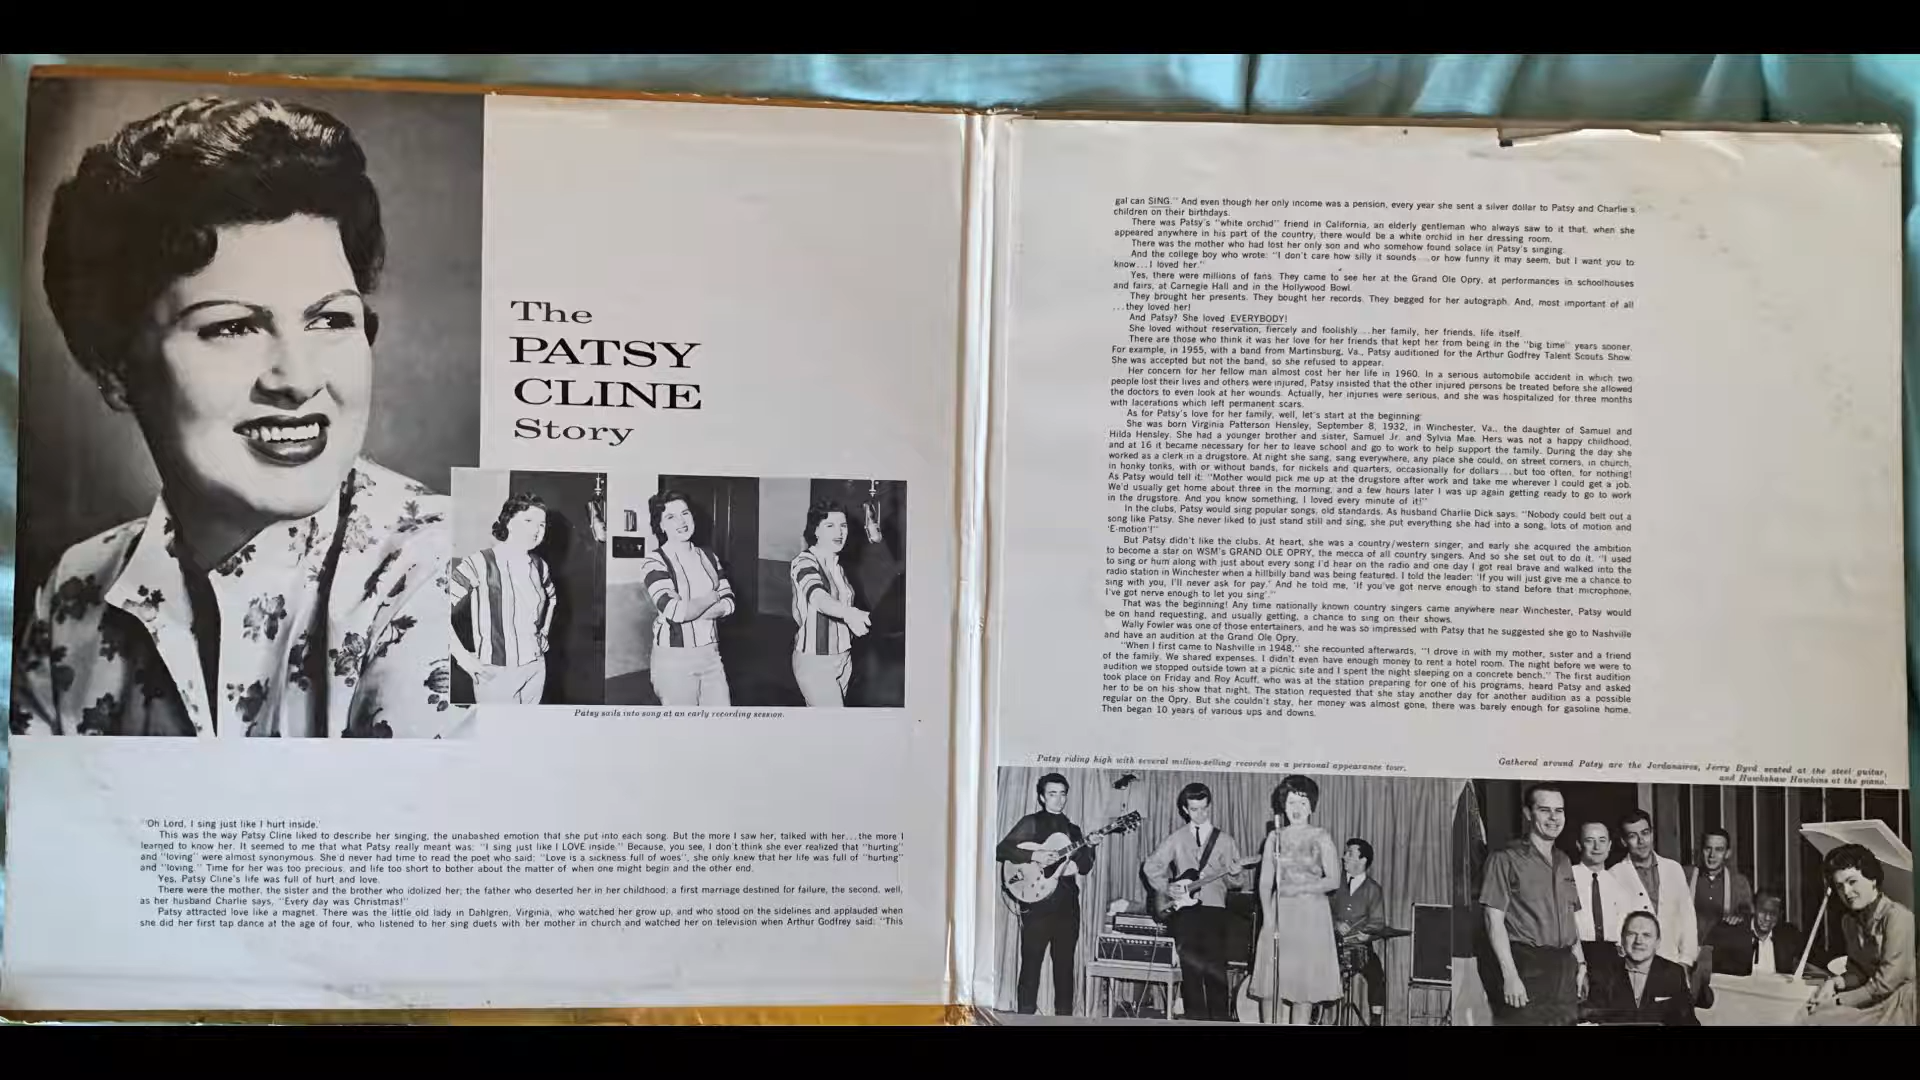 The
PATSY
CLINE
Story
Patsy sails into song at an early recording session.
"Oh Lord, I sing just like I hurt inside.'
This was the way Patsy Cline liked to describe her singing, the unabashed emotion that she put into each song. But the more I saw her, talked with her...the more I
learned to know her. It seemed to me that what Patsy really meant was: "I sing just like I LOVE inside." Because, you see, I don't think she ever realized that "hurting"
and "loving" were almost synonymous. She'd never had time to read the poet who said: "Love is a sickness full of woes", she only knew that her life was full of "hurting"
and "loving." Time for her was too precious, and life too short to bother about the matter of when one might begin and the other end.
Yes, Patsy Cline's life was full of hurt and love.
There were the mother, the sister and the brother who idolized her; the father who deserted her in her childhood; a first marriage destined for failure, the second, well,
as her husband Charlie says, "Every day was Christmas!"
Patsy attracted love like a magnet. There was the little old lady in Dahlgren, Virginia, who watched her grow up, and who stood on the sidelines and applauded when
she did her first tap dance at the age of four, who listened to her sing duets with her mother in church and watched her on television when Arthur Godfrey said: "This
gal can SING." And even though her only income was a pension, every year she sent a silver dollar to Patsy and Charlie's
children on their birthdays.
There was Patsy's "white orchid" friend in California, an elderly gentleman who always saw to it that, when she
appeared anywhere in his part of the country, there would be a white orchid in her dressing room.
There was the mother who had lost her only son and who somehow found solace in Patsy's singing.
And the college boy who wrote: "I don't care how silly it sounds...or how funny it may seem, but I want you to
know...I loved her."
Yes, there were millions of fans. They came to see her at the Grand Ole Opry, at performances in schoolhouses
and fairs, at Carnegie Hall and in the Hollywood Bowl.
They brought her presents. They bought her records. They begged for her autograph. And, most important of all
...they loved her!
And Patsy? She loved EVERYBODY!
She loved without reservation, fiercely and foolishly...her family, her friends, life itself.
There are those who think it was her love for her friends that kept her from being in the "big time" years sooner.
For example, in 1955, with a band from Martinsburg, Va., Patsy auditioned for the Arthur Godfrey Talent Scouts Show.
She was accepted but not the band, so she refused to appear.
Her concern for her fellow man almost cost her her life in 1960. In a serious automobile accident in which two
people lost their lives and others were injured, Patsy insisted that the other injured persons be treated before she allowed
the doctors to even look at her wounds. Actually, her injuries were serious, and she was hospitalized for three months
with lacerations which left permanent scars.
As for Patsy's love for her family, well, let's start at the beginning:
She was born Virginia Patterson Hensley, September 8, 1932, in Winchester, Va., the daughter of Samuel and
Hilda Hensley. She had a younger brother and sister, Samuel Jr. and Sylvia Mae. Hers was not a happy childhood,
and at 16 it became necessary for her to leave school and go to work to help support the family. During the day she
worked as a clerk in a drugstore. At night she sang, sang everywhere, any place she could, on street corners, in church,
in honky tonks, with or without bands, for nickels and quarters, occasionally for dollars...but too often, for nothing!
As Patsy would tell it: "Mother would pick me up at the drugstore after work and take me wherever I could get a job.
We'd usually get home about three in the morning, and a few hours later I was up again getting ready to go to work
in the drugstore. And you know something, I loved every minute of it!"
In the clubs, Patsy would sing popular songs, old standards. As husband Charlie Dick says, "Nobody could belt out a
song like Patsy. She never liked to just stand still and sing, she put everything she had into a song, lots of motion and
'E-motion'!"
But Patsy didn't like the clubs. At heart, she was a country/western singer, and early she acquired the ambition
to become a star on WSM's GRAND OLE OPRY, the mecca of all country singers. And so she set out to do it. "I used
to sing or hum along with just about every song I'd hear on the radio and one day I got real brave and walked into the
radio station in Winchester when a hillbilly band was being featured. I told the leader: 'If you will just give me a chance to
sing with you, I'll never ask for pay.' And he told me, 'If you've got nerve enough to stand before that microphone,
I've got nerve enough to let you sing'."
That was the beginning! Any time nationally known country singers came anywhere near Winchester, Patsy would
be on hand requesting, and usually getting, a chance to sing on their shows.
Wally Fowler was one of those entertainers, and he was so impressed with Patsy that he suggested she go to Nashville
and have an audition at the Grand Ole Opry.
"When I first came to Nashville in 1948," she recounted afterwards, "I drove in with my mother, sister and a friend
of the family. We shared expenses. I didn't even have enough money to rent a hotel room. The night before we were to
audition we stopped outside town at a picnic site and I spent the night sleeping on a concrete bench." The first audition
took place on Friday and Roy Acuff, who was at the station preparing for one of his programs, heard Patsy and asked
her to be on his show that night. The station requested that she stay another day for another audition as a possible
regular on the Opry. But she couldn't stay, her money was almost gone, there was barely enough for gasoline home.
Then began 10 years of various ups and downs.
Patsy riding high with several million-selling records on a personal appearance tour.
Gathered around Patsy are the Jordanaires, Jerry Byrd seated at the steel guitar,
and Hawkshaw Hawkins at the piano.